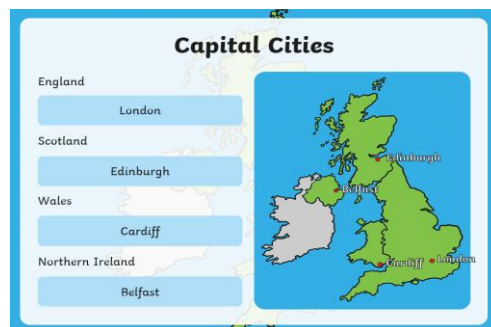 Capital Cities
England
London
Scotland
Edinburgh
Wales
Cardiff
Northern Ireland
Belfast
Edinburgh
Belfast
Cardiff
London